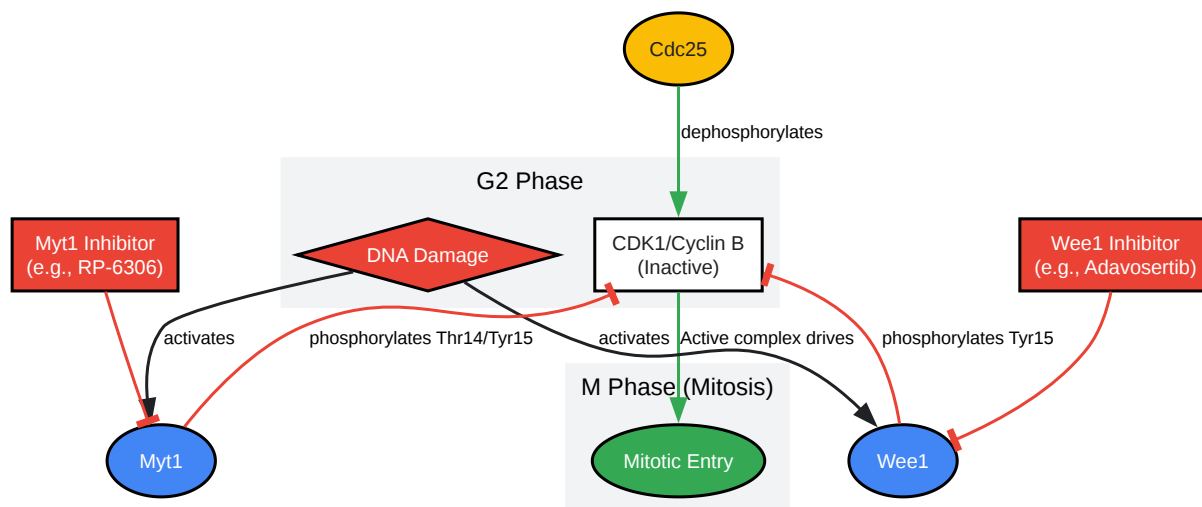 Cdc25
dephosphorylates
G2 Phase
Myt1 Inhibitor
(e.g., RP-6306)
DNA Damage
CDK1/Cyclin B
(Inactive)
Wee1 Inhibitor
(e.g., Adavosertib)
activates
phosphorylates Thr14/Tyr15
activates
Active complex drives
phosphorylates Tyr15
M Phase (Mitosis)
Myt1
Mitotic Entry
Wee1